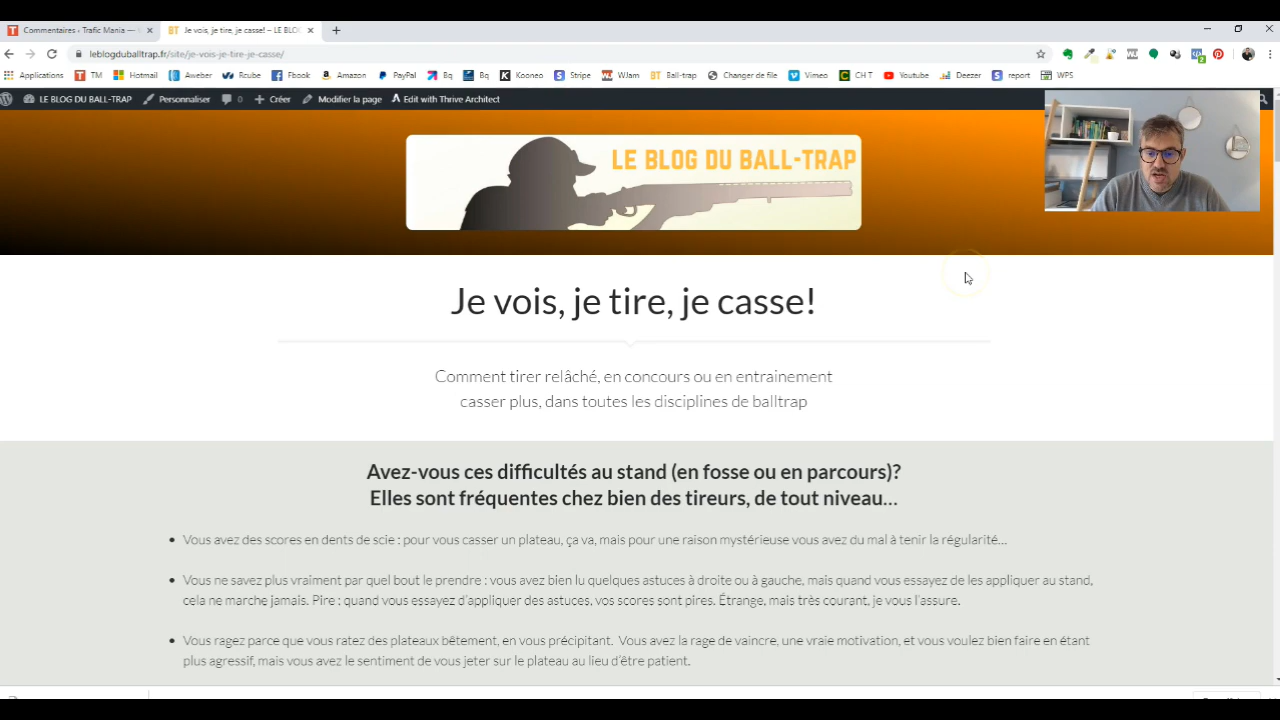 Commentaires ‹ Trafic Mania —
Je vois, je tire, je casse! – LE BLO
leblogduballtrap.fr/site/je-vois-je-tire-je-casse/
Applications TM Hotmail Aweber Rcube Fbook Amazon PayPal Bq Bq Kooneo Stripe WJam Ball-trap Changer de file Vimeo CH T Youtube Deezer report WPS
LE BLOG DU BALL-TRAP Personnaliser 0 Créer Modifier la page Edit with Thrive Architect
LE BLOG DU BALL-TRAP
Je vois, je tire, je casse!
Comment tirer relâché, en concours ou en entrainement
casser plus, dans toutes les disciplines de balltrap
Avez-vous ces difficultés au stand (en fosse ou en parcours)?
Elles sont fréquentes chez bien des tireurs, de tout niveau…
• Vous avez des scores en dents de scie : pour vous casser un plateau, ça va, mais pour une raison mystérieuse vous avez du mal à tenir la régularité…
• Vous ne savez plus vraiment par quel bout le prendre : vous avez bien lu quelques astuces à droite ou à gauche, mais quand vous essayez de les appliquer au stand,
cela ne marche jamais. Pire : quand vous essayez d’appliquer des astuces, vos scores sont pires. Étrange, mais très courant, je vous l’assure.
• Vous ragez parce que vous ratez des plateaux bêtement, en vous précipitant. Vous avez la rage de vaincre, une vraie motivation, et vous voulez bien faire en étant
plus agressif, mais vous avez le sentiment de vous jeter sur le plateau au lieu d’être patient.